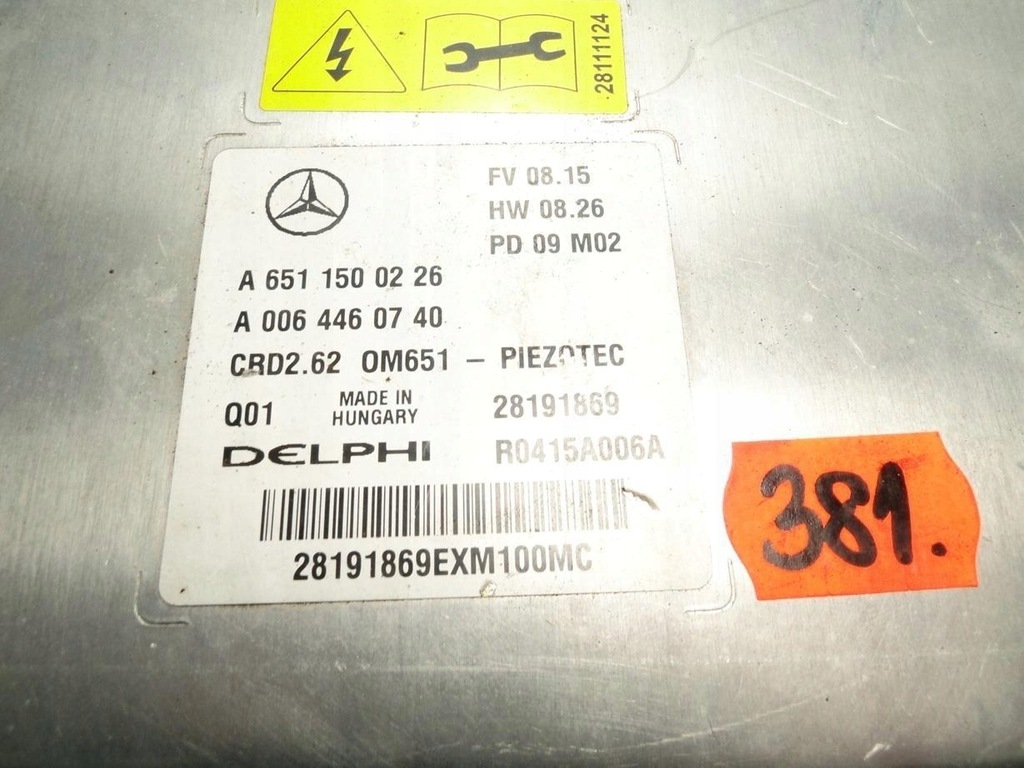 28111124
FV 08.15
HW 08.26
PD 09 M02
A 651 150 02 26
A 006 446 07 40
CRD2.62 OM651 – PIEZOTEC
Q01 MADE IN HUNGARY 28191869
DELPHI R0415A006A
28191869EXM100MC
381.